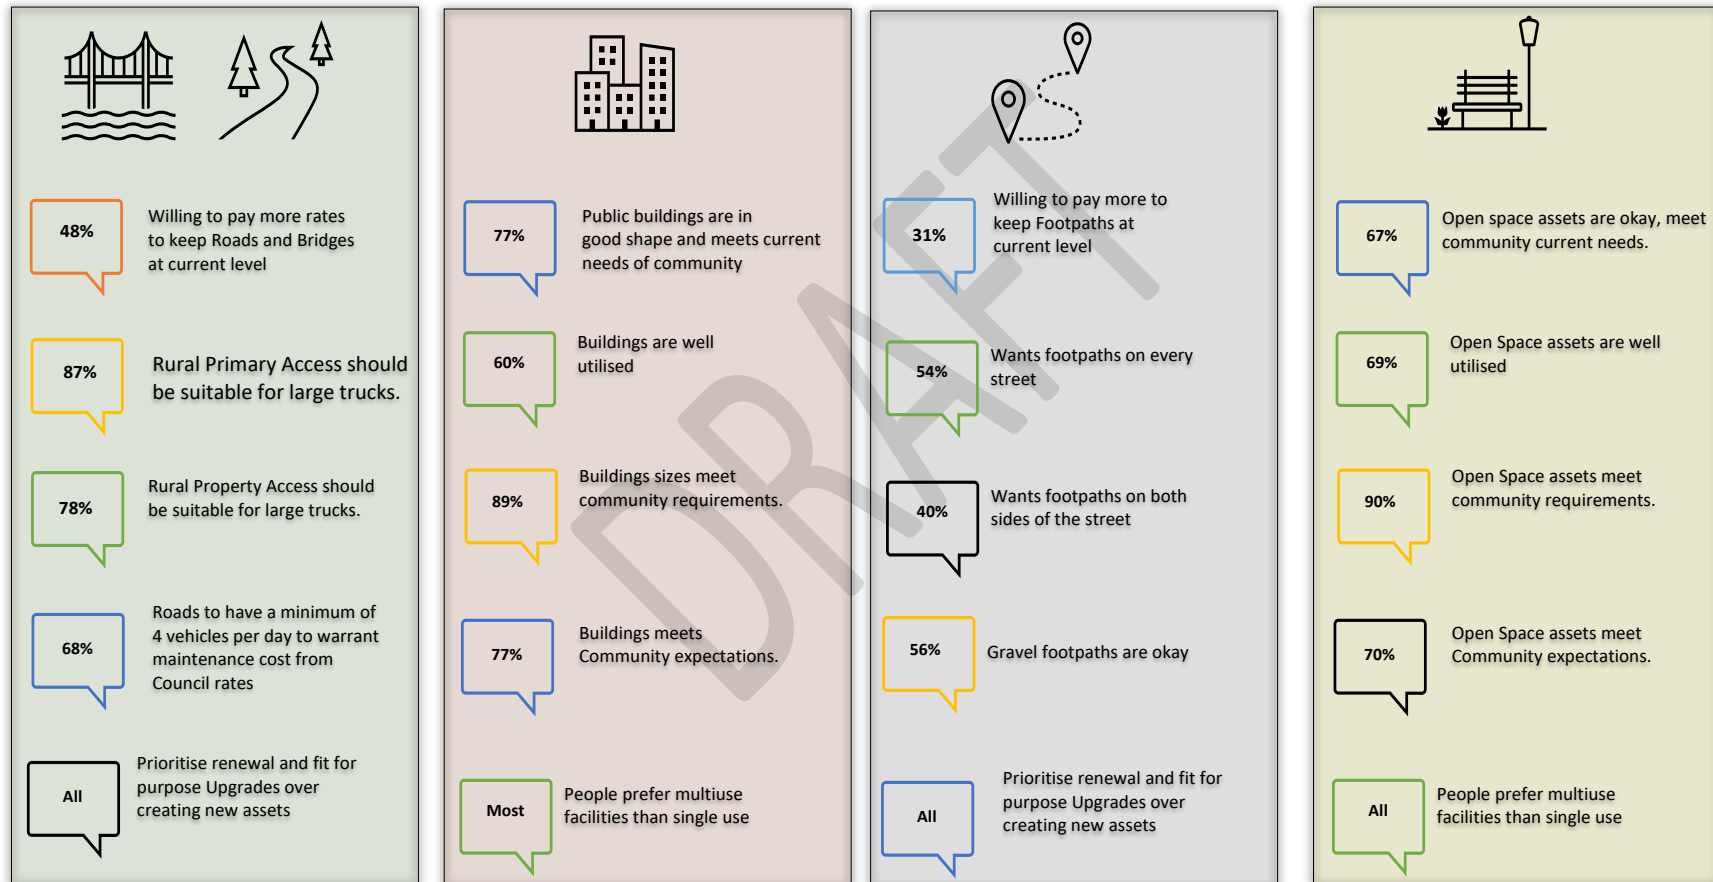 48%
Willing to pay more rates
to keep Roads and Bridges
at current level
87%
Rural Primary Access should
be suitable for large trucks.
78%
Rural Property Access should
be suitable for large trucks.
68%
Roads to have a minimum of
4 vehicles per day to warrant
maintenance cost from
Council rates
All
Prioritise renewal and fit for
purpose Upgrades over
creating new assets
77%
Public buildings are in
good shape and meets current
needs of community
60%
Buildings are well
utilised
89%
Buildings sizes meet
community requirements.
77%
Buildings meets
Community expectations.
Most
People prefer multiuse
facilities than single use
31%
Willing to pay more to
keep Footpaths at
current level
54%
Wants footpaths on every
street
40%
Wants footpaths on both
sides of the street
56%
Gravel footpaths are okay
All
Prioritise renewal and fit for
purpose Upgrades over
creating new assets
67%
Open space assets are okay, meet
community current needs.
69%
Open Space assets are well
utilised
90%
Open Space assets meet
community requirements.
70%
Open Space assets meet
Community expectations.
All
People prefer multiuse
facilities than single use
DRAFT